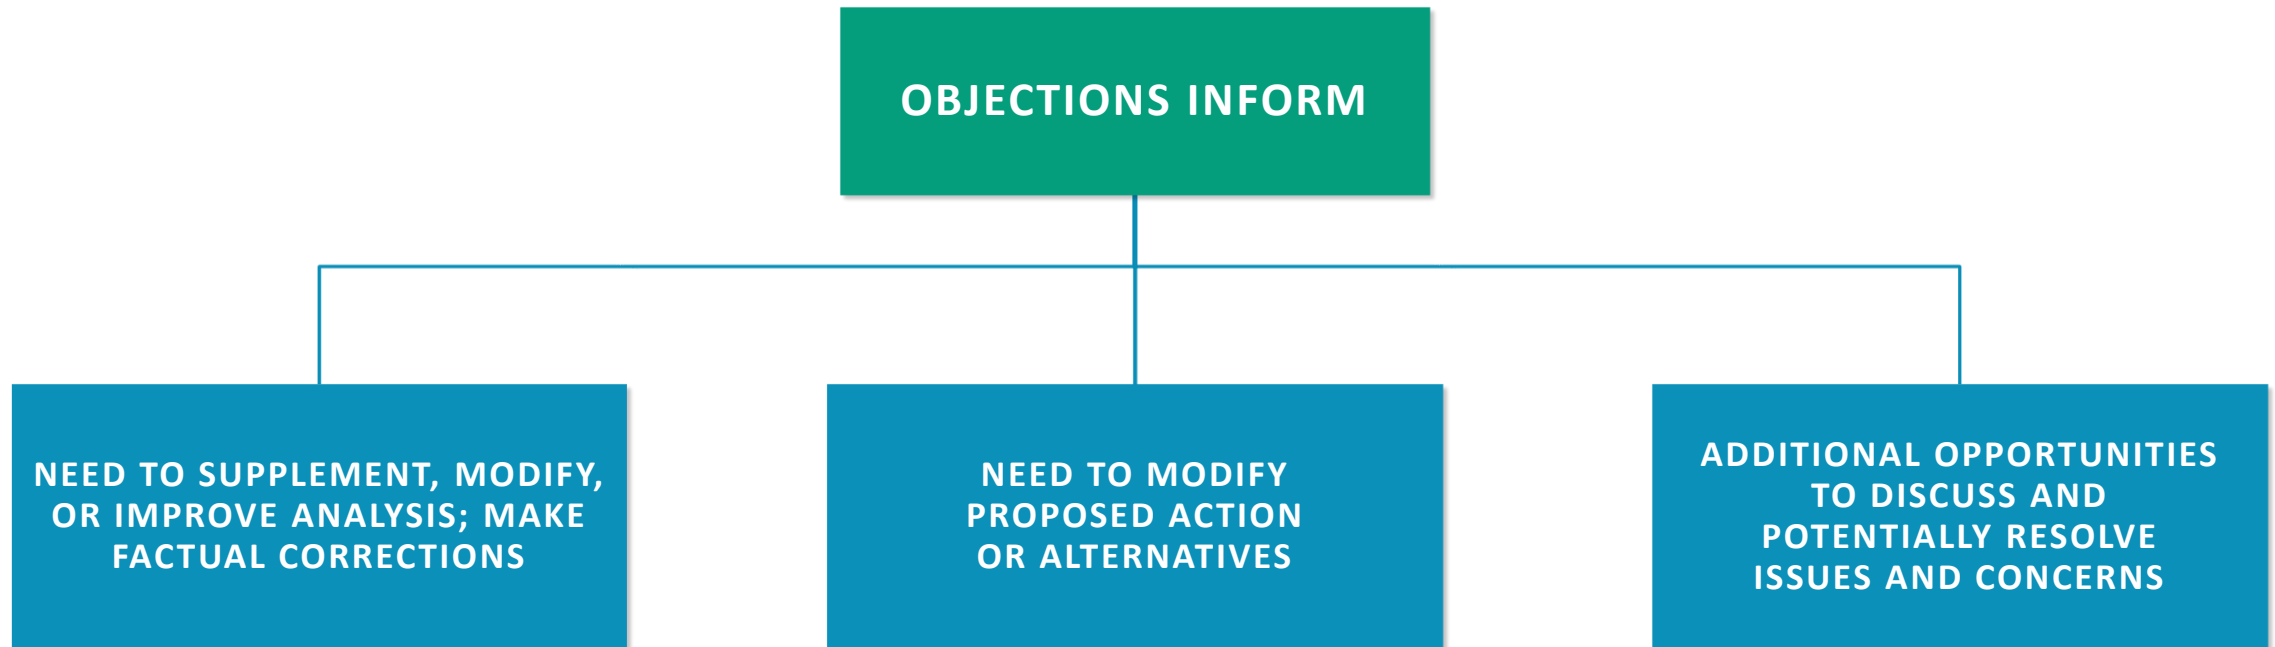 OBJECTIONS INFORM
NEED TO SUPPLEMENT, MODIFY,
OR IMPROVE ANALYSIS; MAKE
FACTUAL CORRECTIONS
NEED TO MODIFY
PROPOSED ACTION
OR ALTERNATIVES
ADDITIONAL OPPORTUNITIES
TO DISCUSS AND
POTENTIALLY RESOLVE
ISSUES AND CONCERNS